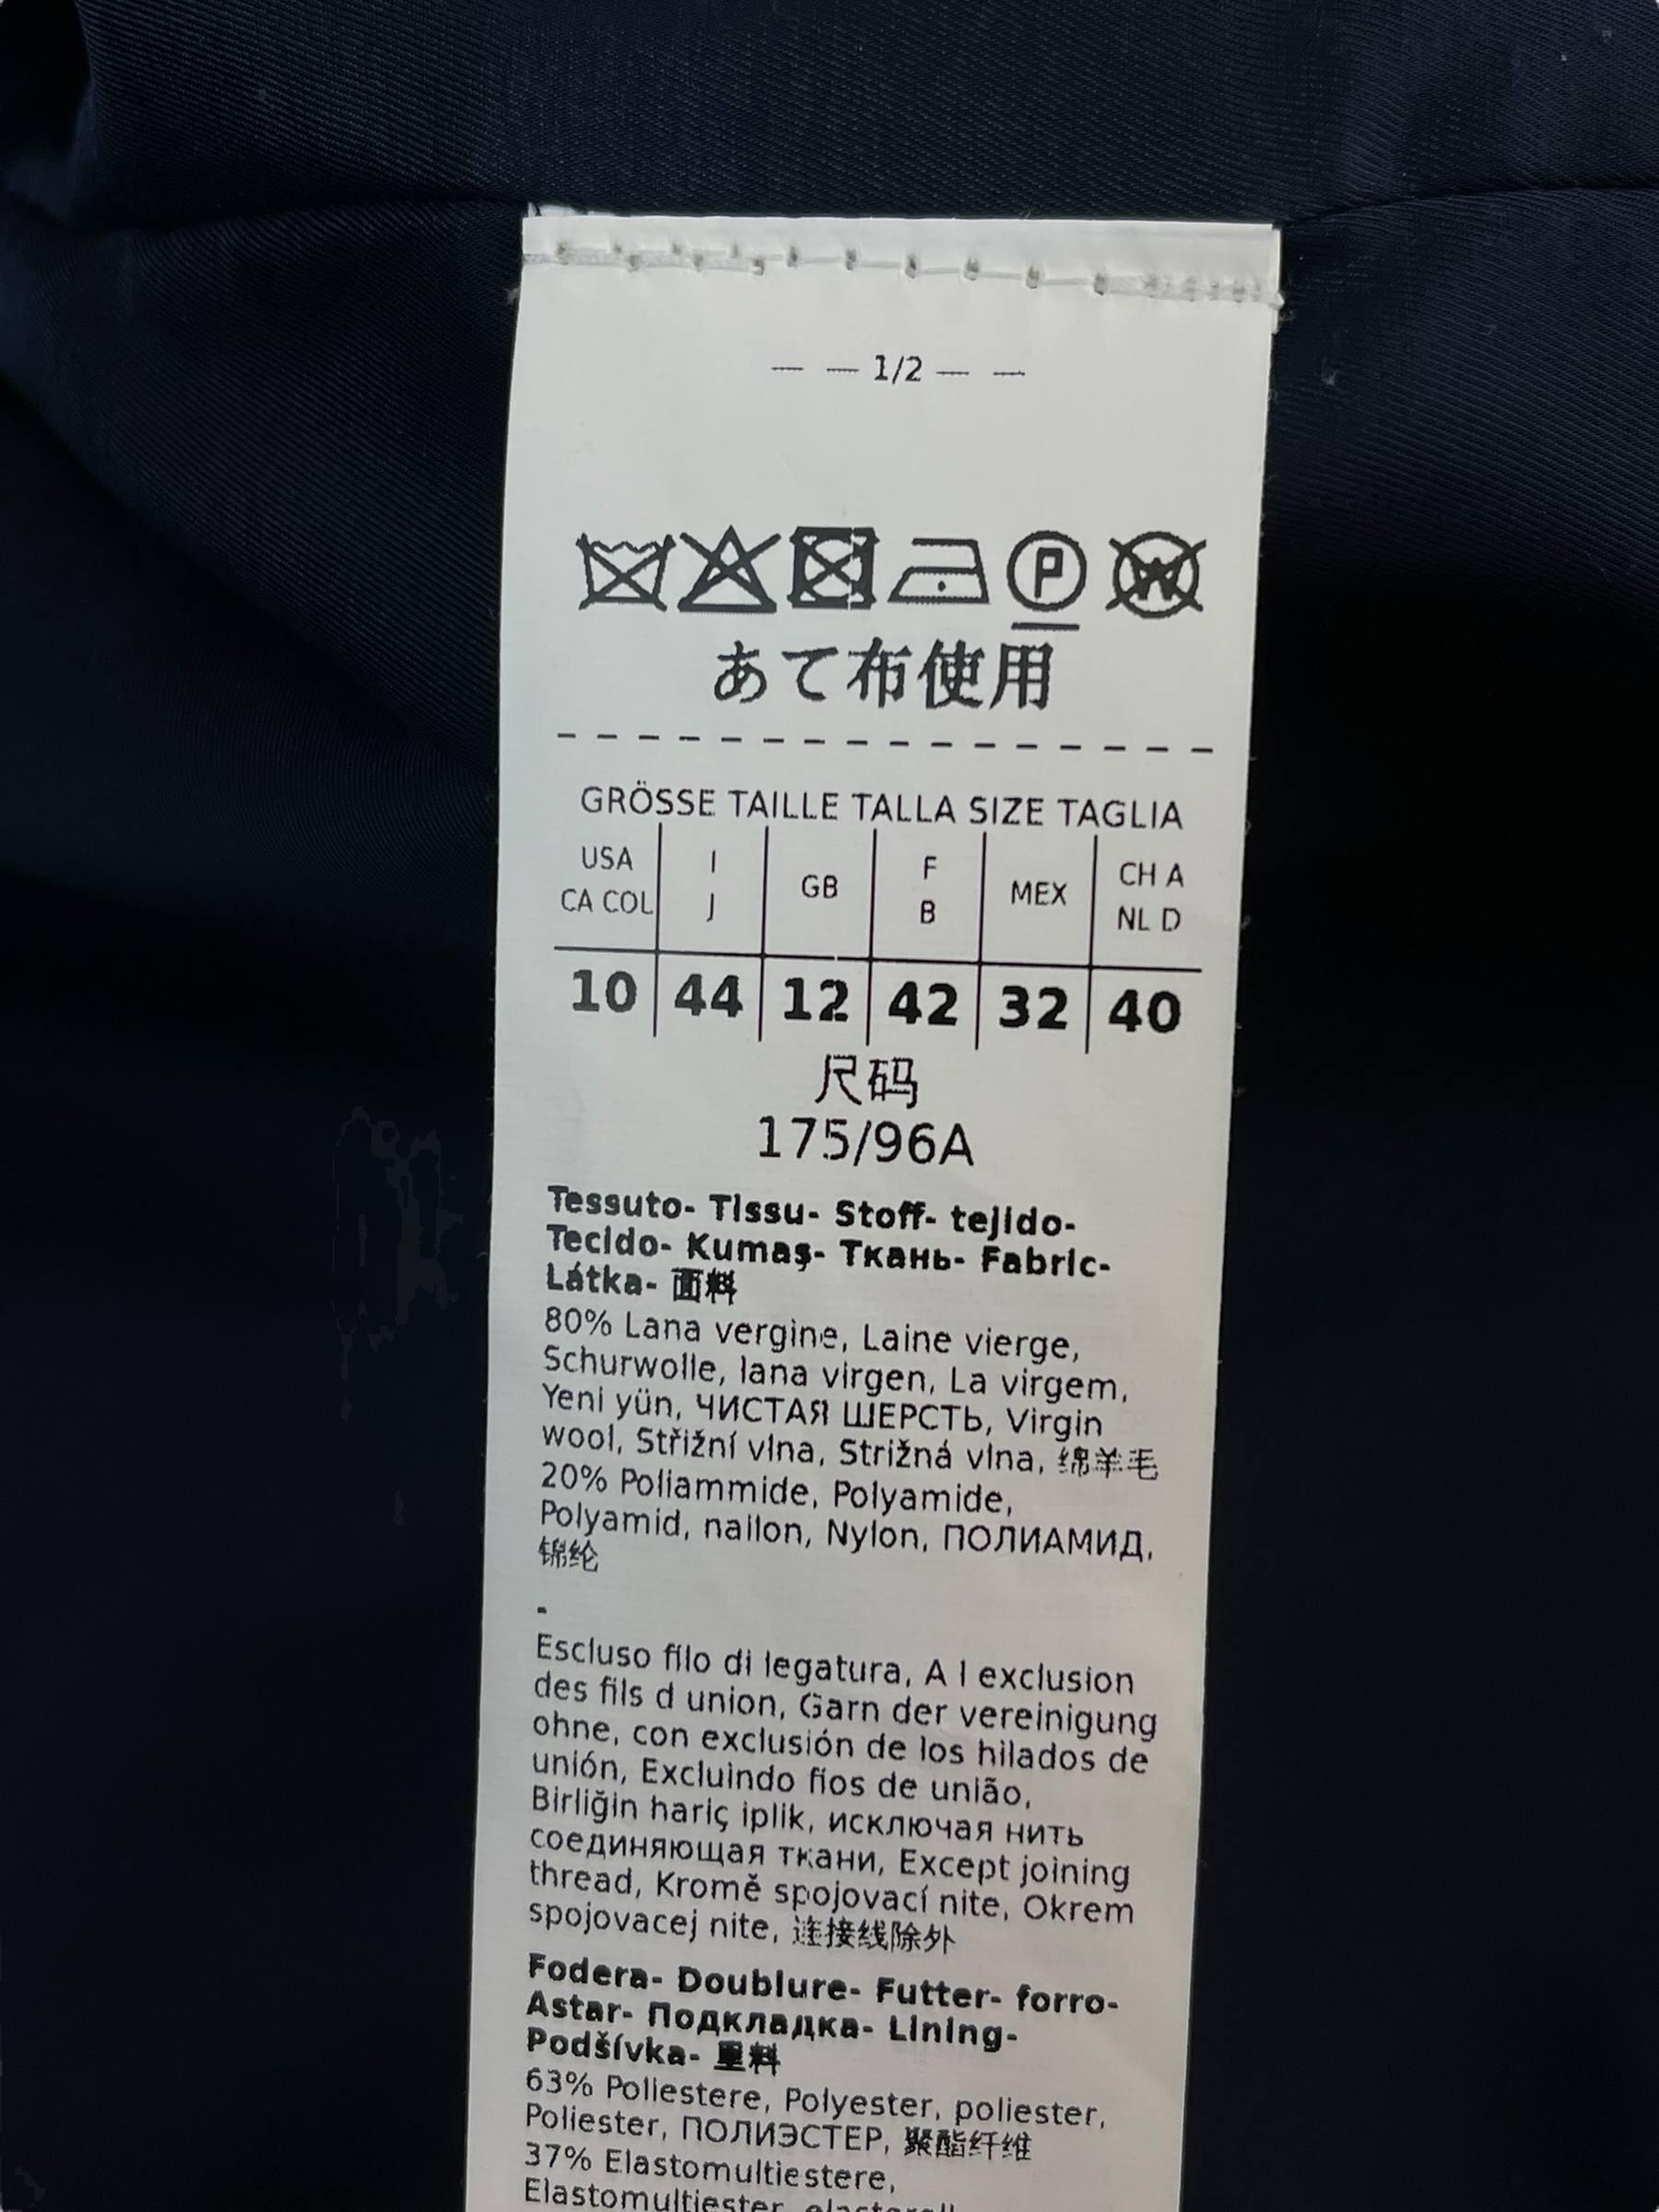 — — 1/2 — —
P W
あて布使用
GRÖSSE TAILLE TALLA SIZE TAGLIA
USA CA COL | I J | GB | F B | MEX | CH A NL D
10 | 44 | 12 | 42 | 32 | 40
尺码
175/96A
Tessuto- Tissu- Stoff- tejido-
Tecido- Kumaş- Ткань- Fabric-
Látka- 面料
80% Lana vergine, Laine vierge,
Schurwolle, lana virgen, La virgem,
Yeni yün, ЧИСТАЯ ШЕРСТЬ, Virgin
wool, Střižní vlna, Strižná vlna, 绵羊毛
20% Poliammide, Polyamide,
Polyamid, nailon, Nylon, ПОЛИАМИД,
锦纶
-
Escluso filo di legatura, A l exclusion
des fils d union, Garn der vereinigung
ohne, con exclusión de los hilados de
unión, Excluindo fios de união,
Birliğin hariç iplik, исключая нить
соединяющая ткани, Except joining
thread, Kromě spojovací nite, Okrem
spojovacej nite, 连接线除外
Fodera- Doublure- Futter- forro-
Astar- Подкладка- Lining-
Podšívka- 里料
63% Poliestere, Polyester, poliester,
Poliester, ПОЛИЭСТЕР, 聚酯纤维
37% Elastomultiestere,
Elastomultiester,